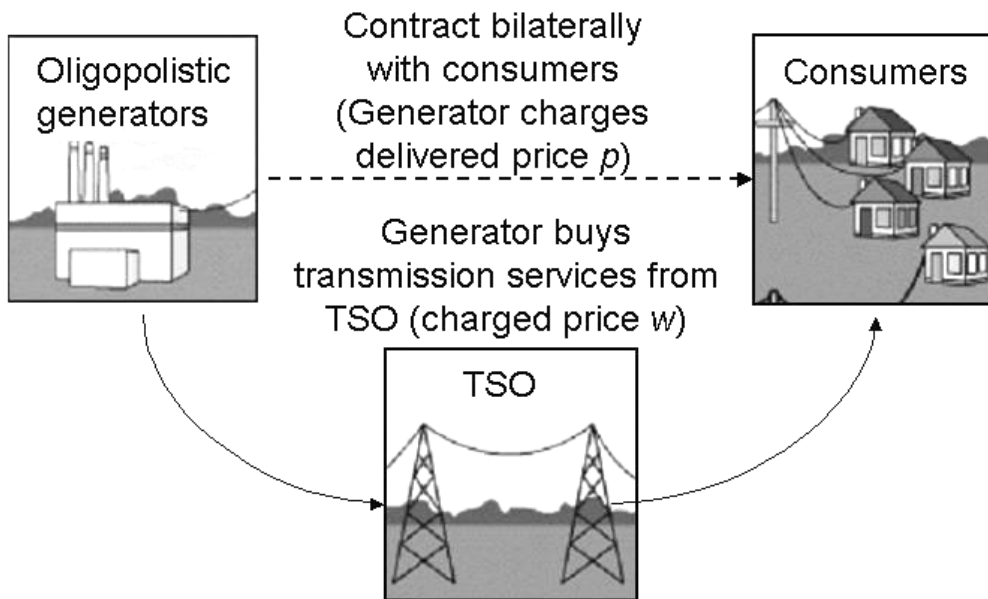 Oligopolistic
generators
Contract bilaterally
with consumers
(Generator charges
delivered price p)
Consumers
Generator buys
transmission services from
TSO (charged price w)
TSO